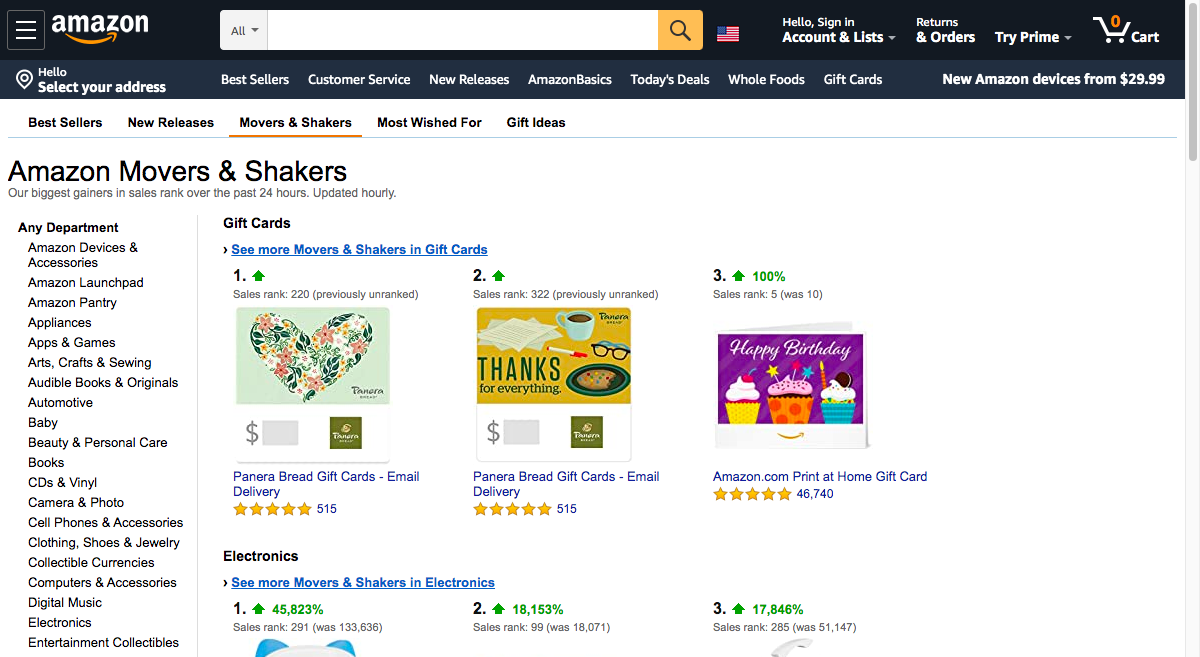 amazon
All
Hello, Sign in
Account & Lists
Returns
& Orders
Try Prime
0
Cart
Hello
Select your address
Best Sellers
Customer Service
New Releases
AmazonBasics
Today's Deals
Whole Foods
Gift Cards
New Amazon devices from $29.99
Best Sellers
New Releases
Movers & Shakers
Most Wished For
Gift Ideas
Amazon Movers & Shakers
Our biggest gainers in sales rank over the past 24 hours. Updated hourly.
Any Department
Amazon Devices &
Accessories
Amazon Launchpad
Amazon Pantry
Appliances
Apps & Games
Arts, Crafts & Sewing
Audible Books & Originals
Automotive
Baby
Beauty & Personal Care
Books
CDs & Vinyl
Camera & Photo
Cell Phones & Accessories
Clothing, Shoes & Jewelry
Collectible Currencies
Computers & Accessories
Digital Music
Electronics
Entertainment Collectibles
Gift Cards
› See more Movers & Shakers in Gift Cards
1.
Sales rank: 220 (previously unranked)
Panera
BREAD
$
Panera
BREAD
Panera Bread Gift Cards - Email
Delivery
515
2.
Sales rank: 322 (previously unranked)
Panera
BREAD
THANKS
for everything.
$
Panera
BREAD
Panera Bread Gift Cards - Email
Delivery
515
3. 100%
Sales rank: 5 (was 10)
Happy Birthday
Amazon.com Print at Home Gift Card
46,740
Electronics
› See more Movers & Shakers in Electronics
1. 45,823%
Sales rank: 291 (was 133,636)
2. 18,153%
Sales rank: 99 (was 18,071)
3. 17,846%
Sales rank: 285 (was 51,147)